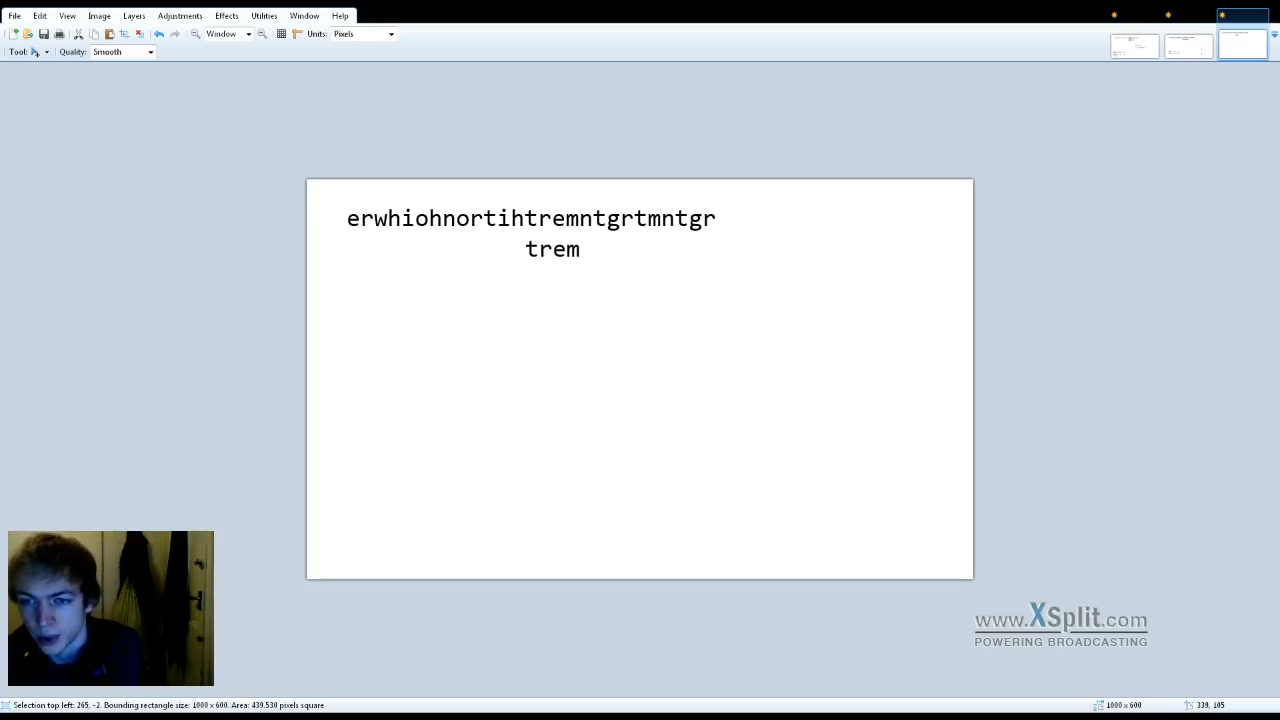 File Edit View Image Layers Adjustments Effects Utilities Window Help
Window Units: Pixels
Tool: Quality: Smooth
erwhiohnortihtremntgrtmntgr
trem
www.XSplit.com
POWERING BROADCASTING
Selection top left: 265, -2. Bounding rectangle size: 1000 x 600. Area: 439.530 pixels square
1000 x 600
339, 105